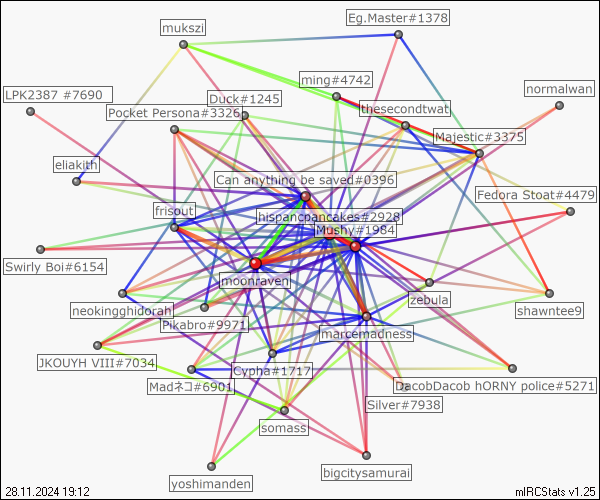 Eg.Master#1378
mukszi
ming#4742
normalwan
LPK2387 #7690
Duck#1245
thesecondtwat
Pocket Persona#3326
Majestic#3375
eliakith
Can anything be saved#0396
Fedora Stoat#4479
frisout
hispancpancakes#2928
Mushy#1984
Swirly Boi#6154
moonraven
zebula
neokingghidorah
shawntee9
Pikabro#9971
marcemadness
JKOUYH VIII#7034
Cypha#1717
Madネコ#6901
DacobDacob hORNY police#5271
Silver#7938
somass
bigcitysamurai
yoshimanden
28.11.2024 19:12
mIRCStats v1.25